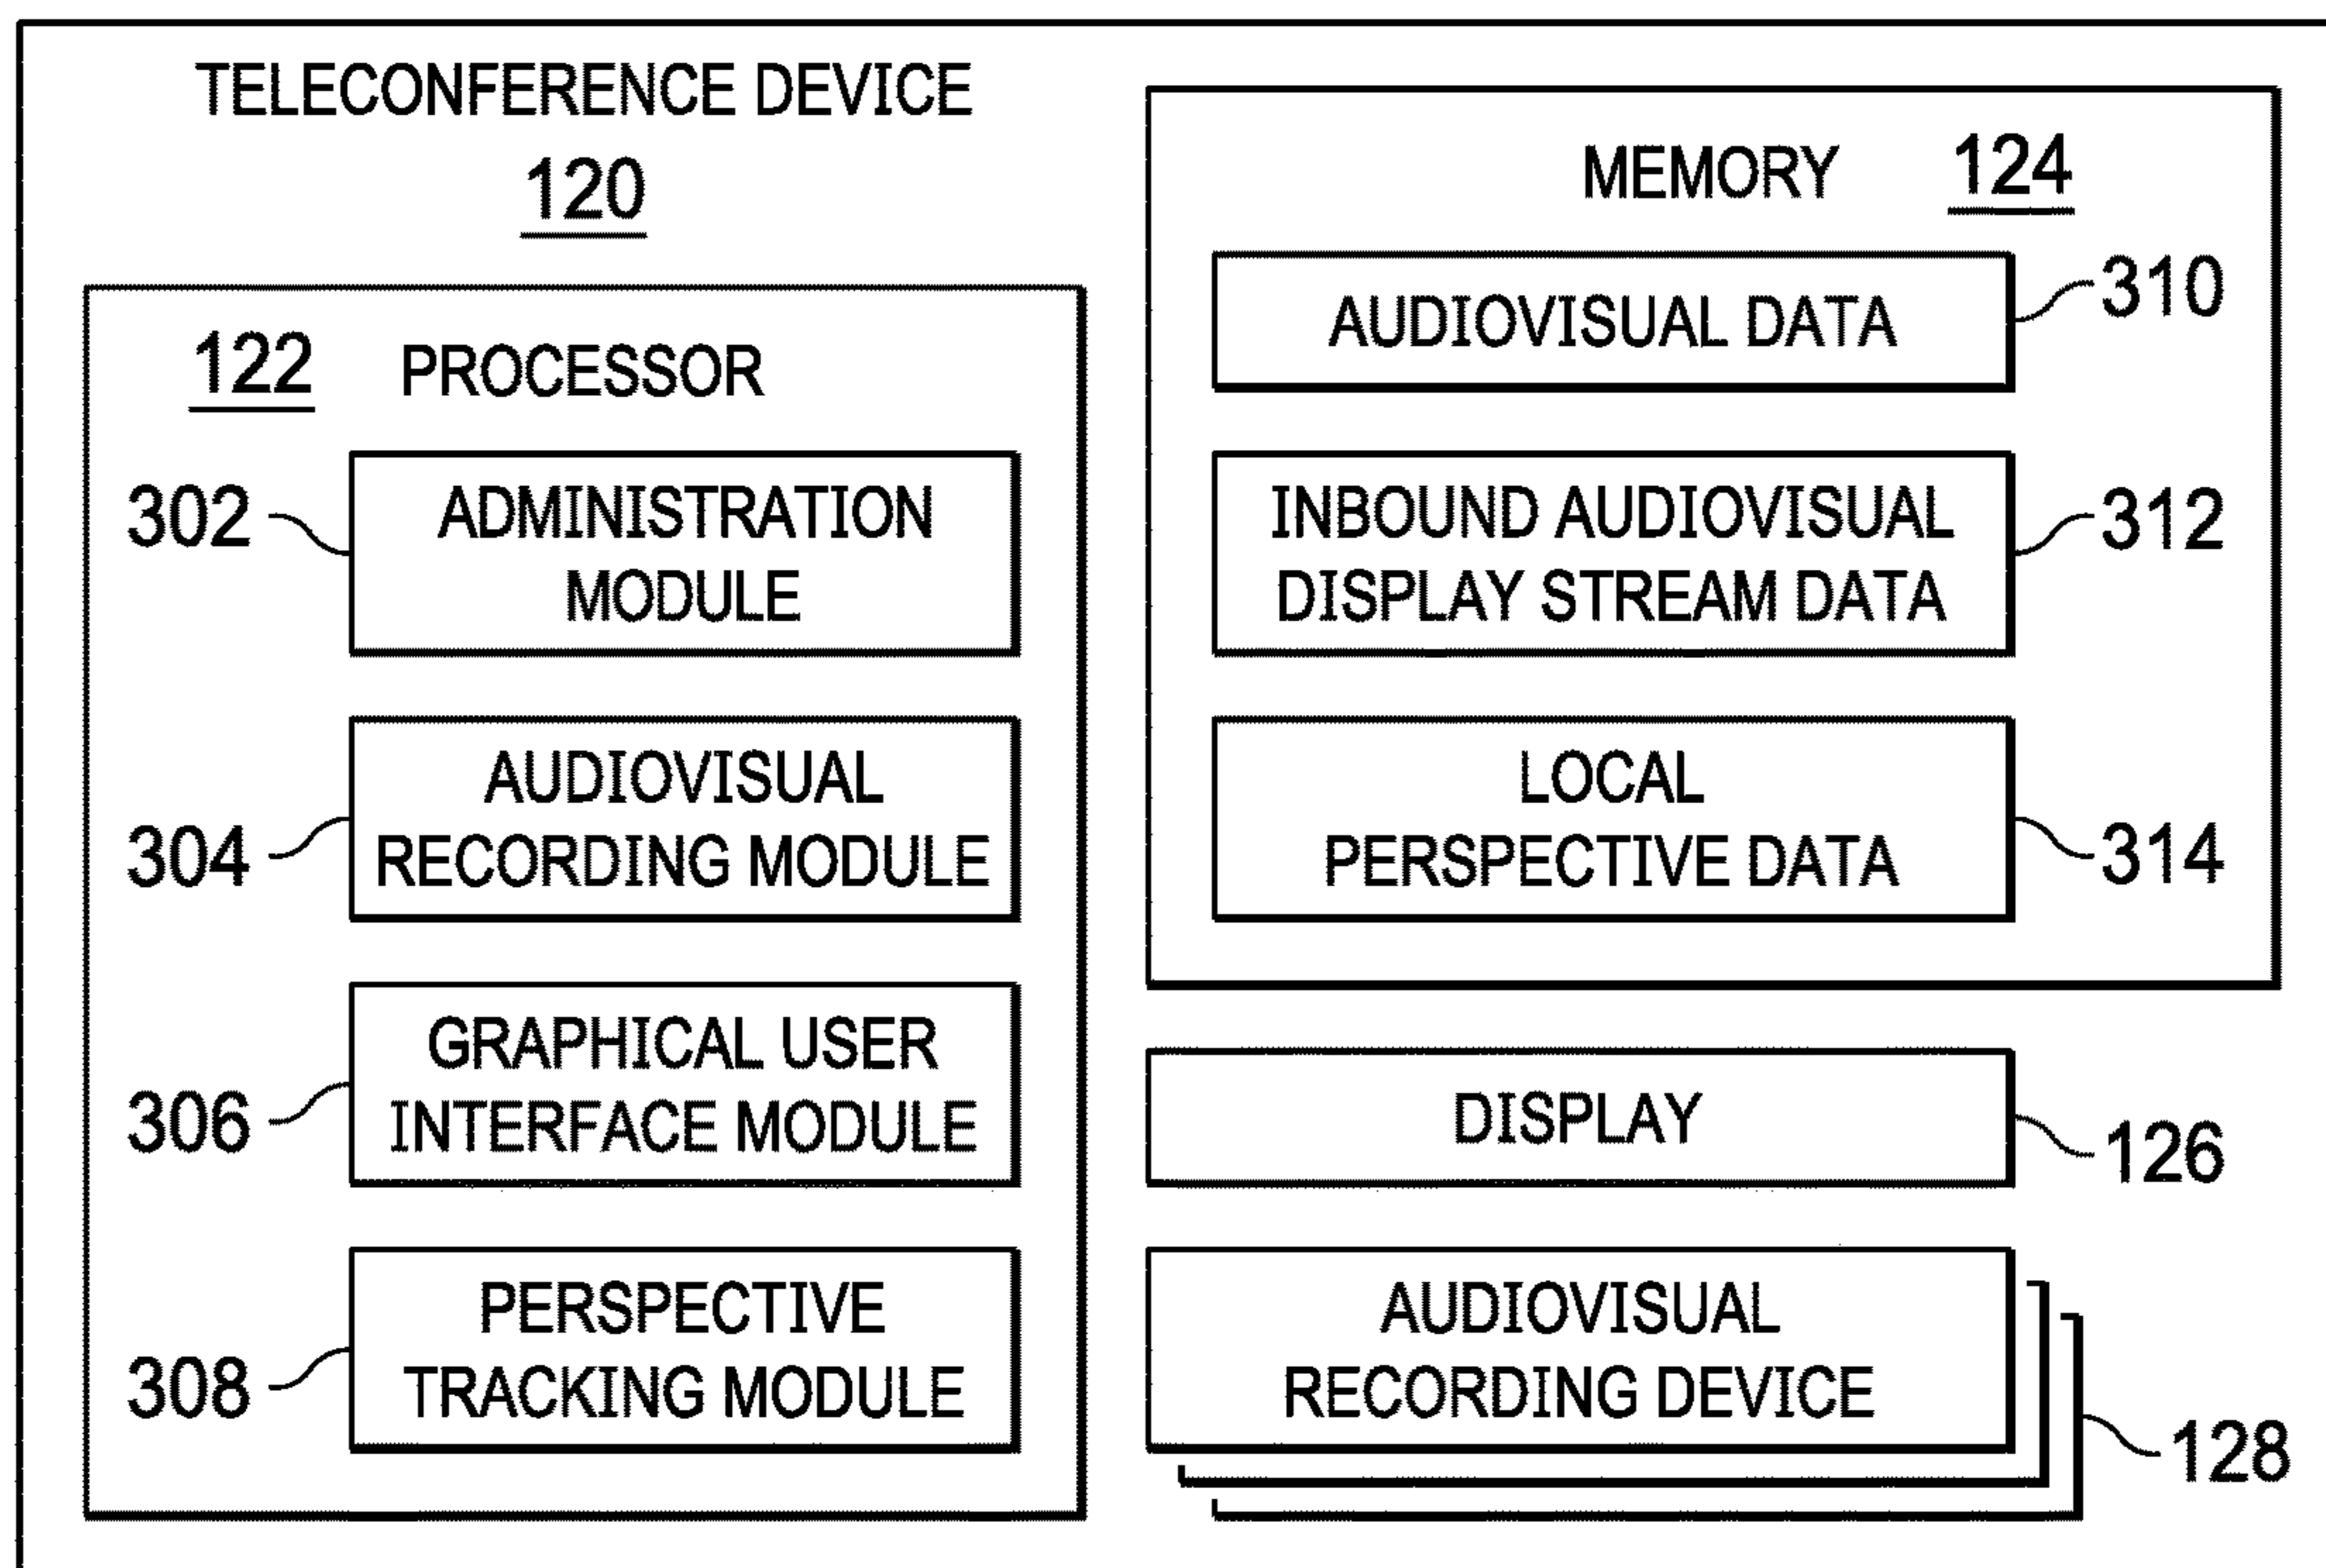 TELECONFERENCE DEVICE
120
122 PROCESSOR
302
ADMINISTRATION
MODULE
304
AUDIOVISUAL
RECORDING MODULE
306
GRAPHICAL USER
INTERFACE MODULE
308
PERSPECTIVE
TRACKING MODULE
MEMORY 124
AUDIOVISUAL DATA
310
INBOUND AUDIOVISUAL
DISPLAY STREAM DATA
312
LOCAL
PERSPECTIVE DATA
314
DISPLAY
126
AUDIOVISUAL
RECORDING DEVICE
128